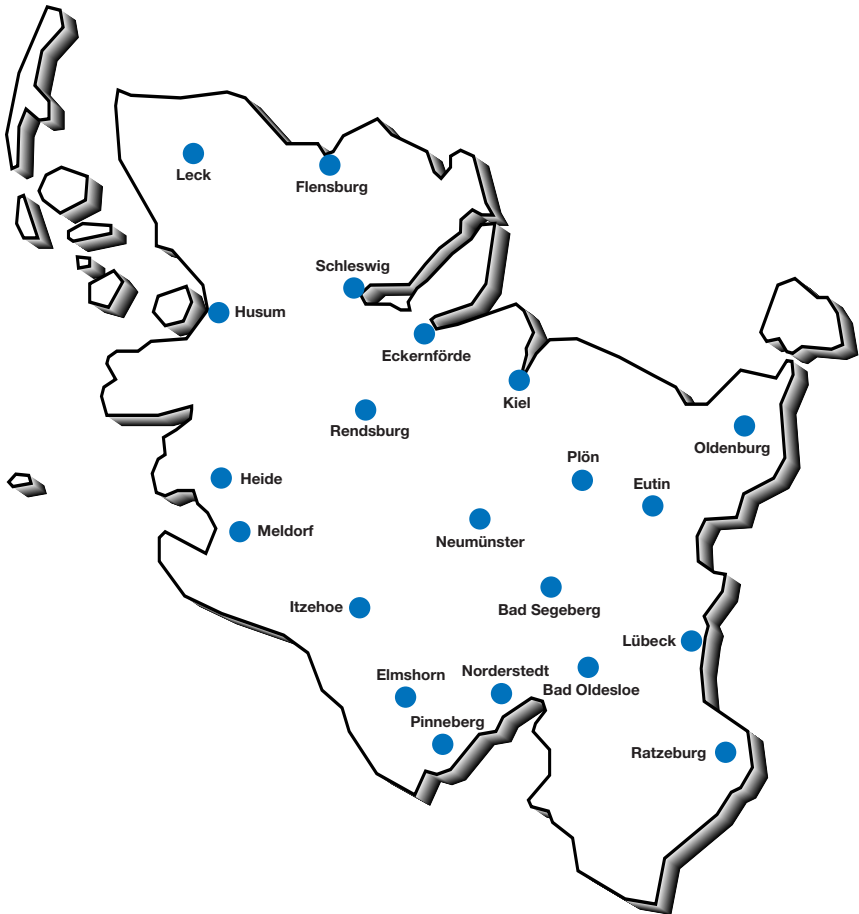 Leck
Flensburg
Schleswig
Husum
Eckernförde
Kiel
Rendsburg
Oldenburg
Plön
Heide
Eutin
Meldorf
Neumünster
Itzehoe
Bad Segeberg
Lübeck
Elmshorn
Norderstedt
Bad Oldesloe
Pinneberg
Ratzeburg